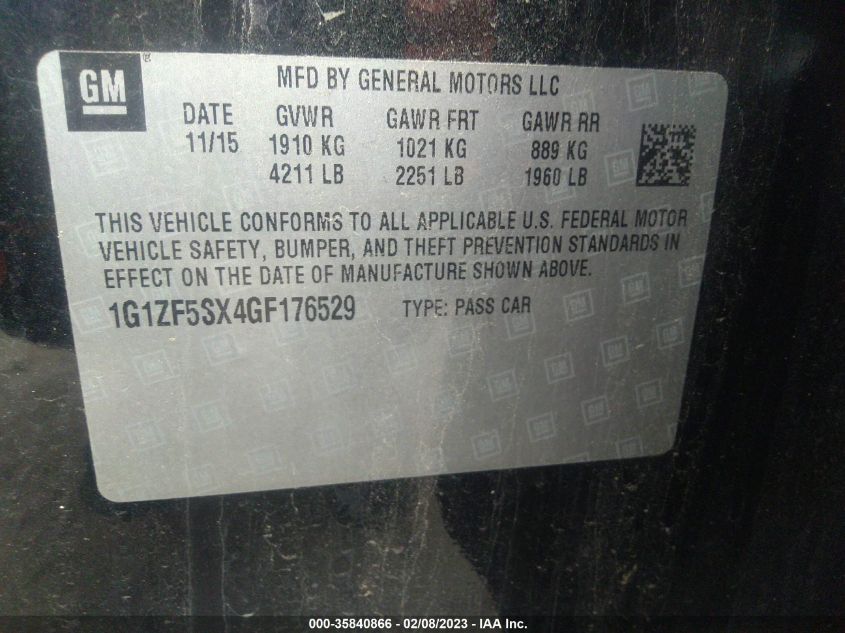 GM
MFD BY GENERAL MOTORS LLC
DATE GVWR GAWR FRT GAWR RR
11/15 1910 KG 1021 KG 889 KG
4211 LB 2251 LB 1960 LB
THIS VEHICLE CONFORMS TO ALL APPLICABLE U.S. FEDERAL MOTOR
VEHICLE SAFETY, BUMPER, AND THEFT PREVENTION STANDARDS IN
EFFECT ON THE DATE OF MANUFACTURE SHOWN ABOVE.
1G1ZF5SX4GF176529 TYPE: PASS CAR
000-35840866 - 02/08/2023 - IAA Inc.